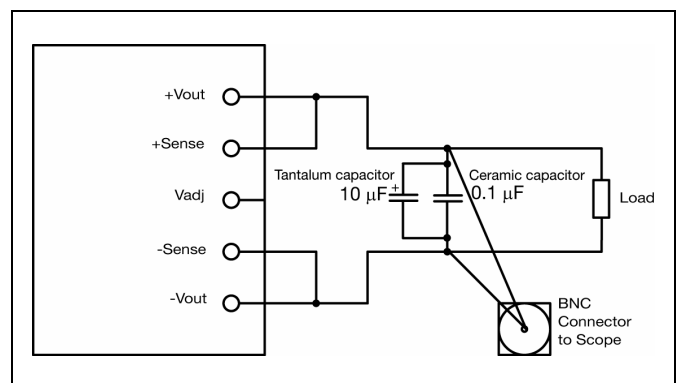 +Vout
+Sense
Vadj
-Sense
-Vout
Tantalum capacitor
10 μF+
Ceramic capacitor
0.1 μF
Load
BNC
Connector
to Scope